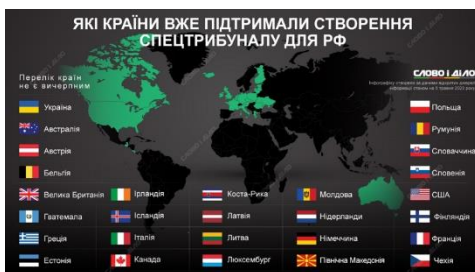 ЯКІ КРАЇНИ ВЖЕ ПІДТРИМАЛИ СТВОРЕННЯ
СПЕЦТРИБУНАЛУ ДЛЯ РФ
СЛОВО І ДІЛО
Перелік країн
не є вичерпним
Україна
Австралія
Австрія
Бельгія
Велика Британія
Гватемала
Греція
Естонія
Ірландія
Ісландія
Італія
Канада
Коста-Рика
Латвія
Литва
Люксембург
Молдова
Нідерланди
Німеччина
Північна Македонія
Польща
Румунія
Словаччина
Словенія
США
Фінляндія
Франція
Чехія